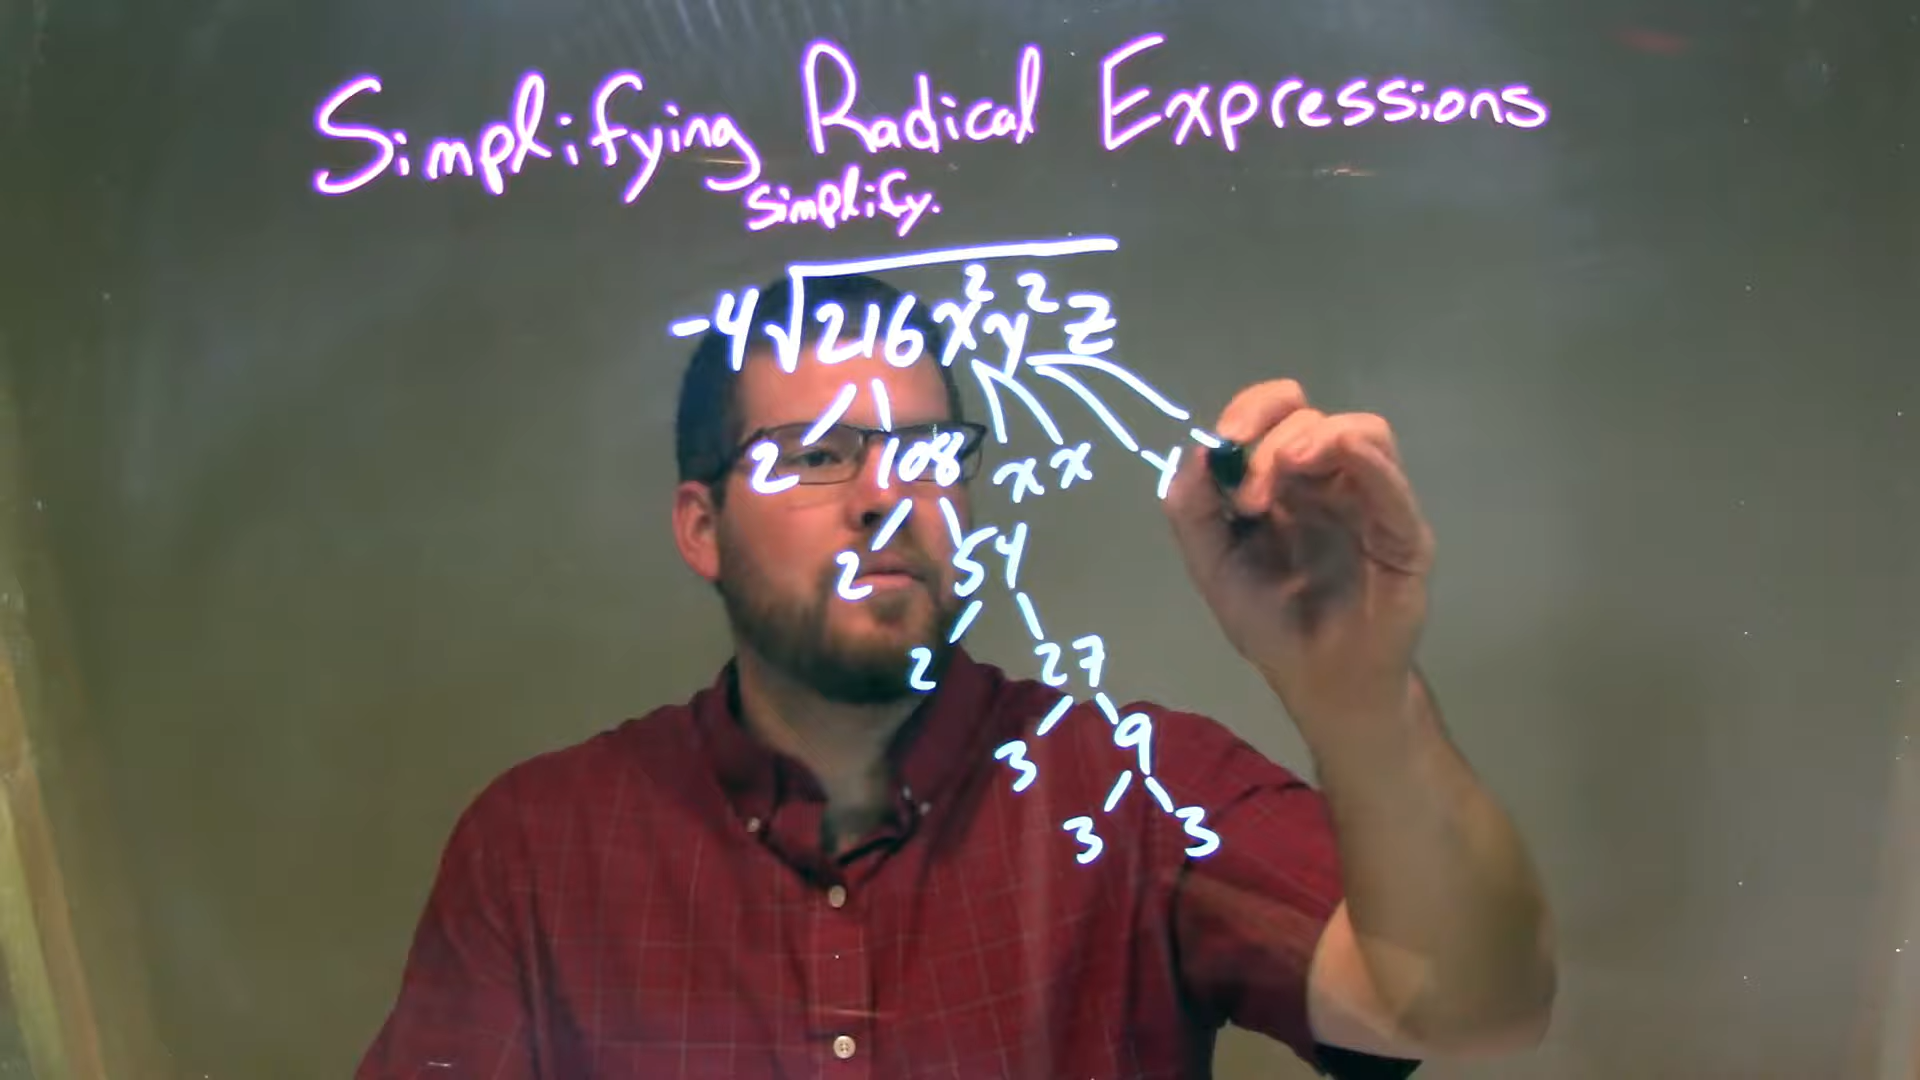 Simplifying Radical Expressions
simplify.
-4√216x²y²z
2 108 x x y
2 54
2 27
3 9
3 3